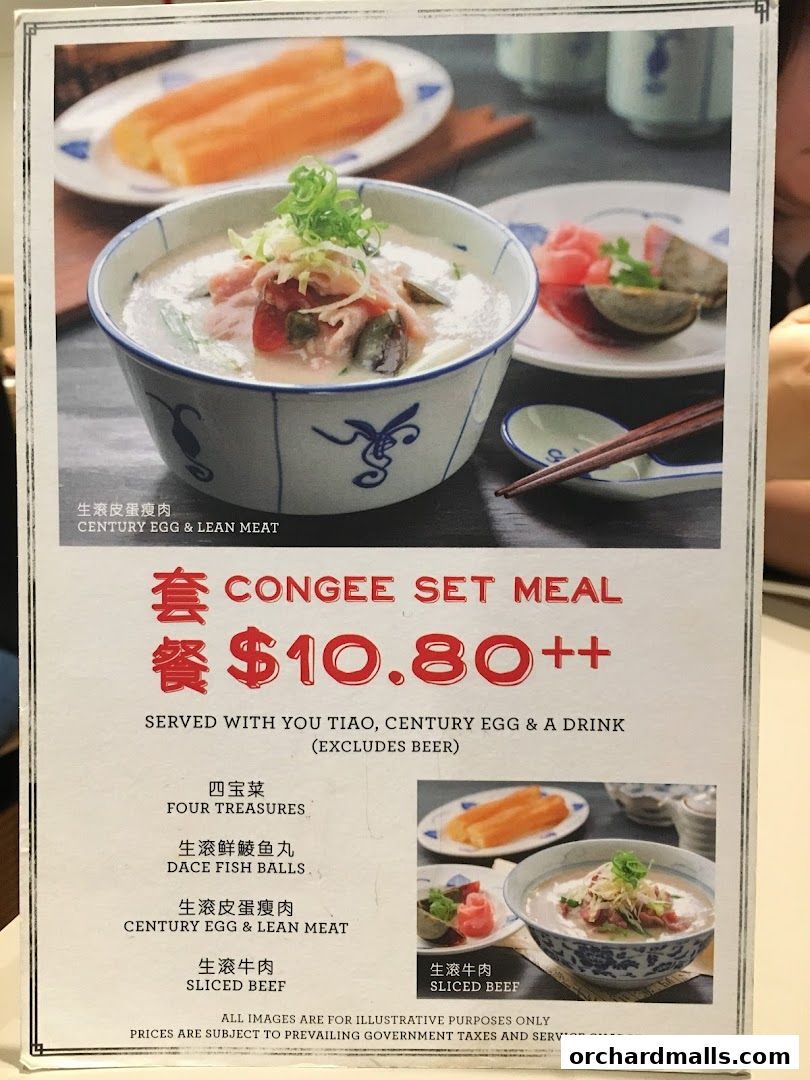 生滚皮蛋瘦肉
CENTURY EGG & LEAN MEAT
套餐
CONGEE SET MEAL
$10.80++
SERVED WITH YOU TIAO, CENTURY EGG & A DRINK
(EXCLUDES BEER)
四宝菜
FOUR TREASURES
生滚鲜鲮鱼丸
DACE FISH BALLS
生滚皮蛋瘦肉
CENTURY EGG & LEAN MEAT
生滚牛肉
SLICED BEEF
生滚牛肉
SLICED BEEF
ALL IMAGES ARE FOR ILLUSTRATIVE PURPOSES ONLY
PRICES ARE SUBJECT TO PREVAILING GOVERNMENT TAXES AND SERVICE
orchardmalls.com